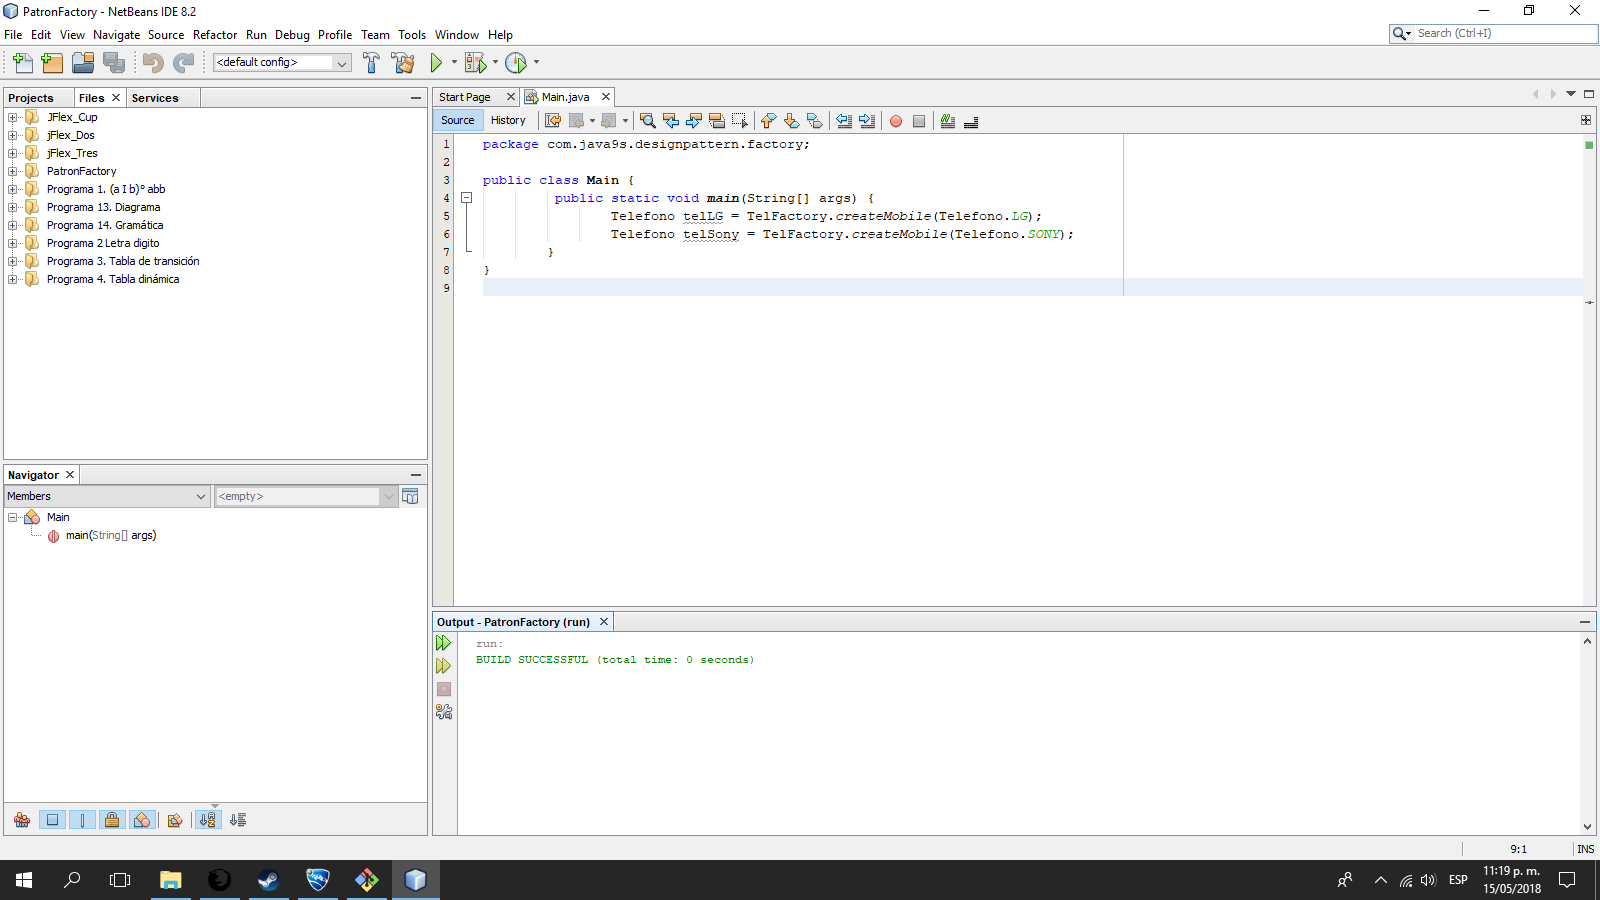 PatronFactory - NetBeans IDE 8.2
File Edit View Navigate Source Refactor Run Debug Profile Team Tools Window Help
Search (Ctrl+I)
<default config>
Projects Files Services
JFlex_Cup
jFlex_Dos
jFlex_Tres
PatronFactory
Programa 1. (a I b)° abb
Programa 13. Diagrama
Programa 14. Gramática
Programa 2 Letra digito
Programa 3. Tabla de transición
Programa 4. Tabla dinámica
Navigator
Members <empty>
Main
main(String[] args)
Start Page Main.java
Source History
1 package com.java9s.designpattern.factory;
2
3 public class Main {
4 public static void main(String[] args) {
5 Telefono telLG = TelFactory.createMobile(Telefono.LG);
6 Telefono telSony = TelFactory.createMobile(Telefono.SONY);
7 }
8 }
9
Output - PatronFactory (run)
run:
BUILD SUCCESSFUL (total time: 0 seconds)
9:1 INS
ESP
11:19 p. m.
15/05/2018